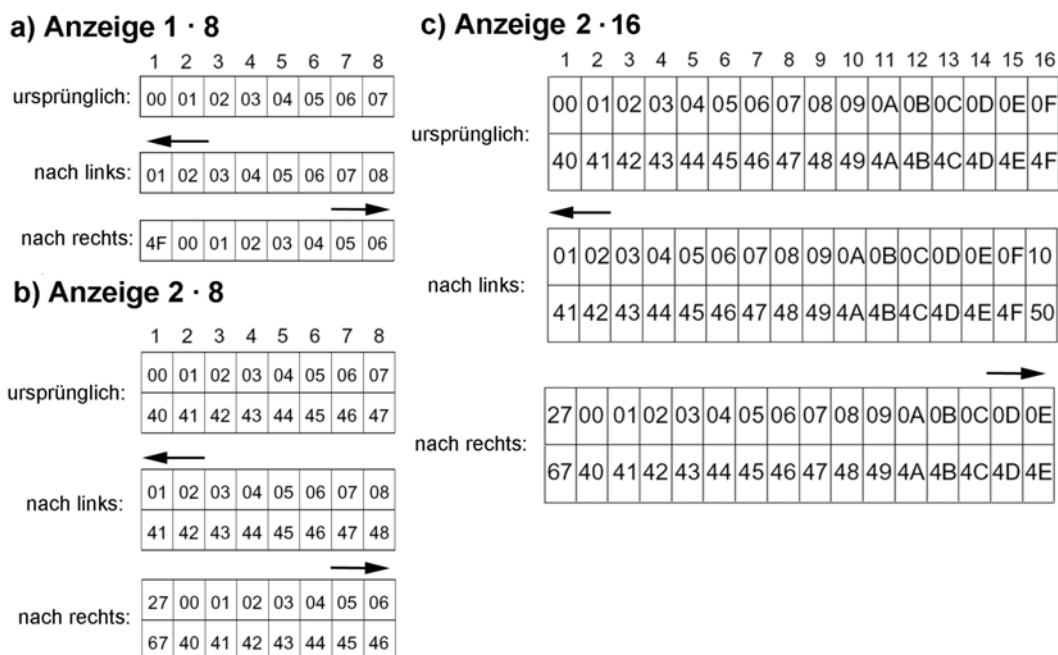 a) Anzeige 1 · 8
1 2 3 4 5 6 7 8
ursprünglich: 00 01 02 03 04 05 06 07
nach links: 01 02 03 04 05 06 07 08
nach rechts: 4F 00 01 02 03 04 05 06
b) Anzeige 2 · 8
1 2 3 4 5 6 7 8
ursprünglich:
00 01 02 03 04 05 06 07
40 41 42 43 44 45 46 47
nach links:
01 02 03 04 05 06 07 08
41 42 43 44 45 46 47 48
nach rechts:
27 00 01 02 03 04 05 06
67 40 41 42 43 44 45 46
c) Anzeige 2 · 16
1 2 3 4 5 6 7 8 9 10 11 12 13 14 15 16
ursprünglich:
00 01 02 03 04 05 06 07 08 09 0A 0B 0C 0D 0E 0F
40 41 42 43 44 45 46 47 48 49 4A 4B 4C 4D 4E 4F
nach links:
01 02 03 04 05 06 07 08 09 0A 0B 0C 0D 0E 0F 10
41 42 43 44 45 46 47 48 49 4A 4B 4C 4D 4E 4F 50
nach rechts:
27 00 01 02 03 04 05 06 07 08 09 0A 0B 0C 0D 0E
67 40 41 42 43 44 45 46 47 48 49 4A 4B 4C 4D 4E